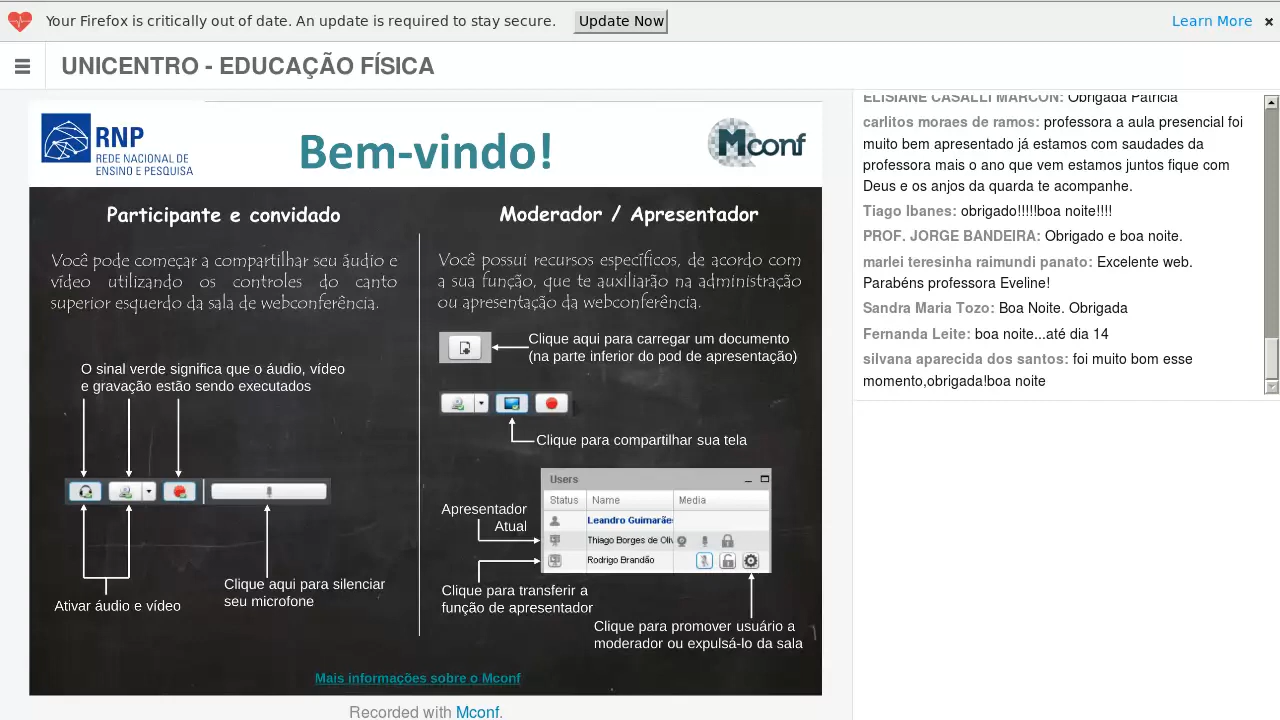 Your Firefox is critically out of date. An update is required to stay secure. Update Now Learn More ×
UNICENTRO - EDUCAÇÃO FÍSICA
RNP
REDE NACIONAL DE
ENSINO E PESQUISA
Bem-vindo!
Mconf
Participante e convidado
Você pode começar a compartilhar seu áudio e
vídeo utilizando os controles do canto
superior esquerdo da sala de webconferência.
O sinal verde significa que o áudio, vídeo
e gravação estão sendo executados
Ativar áudio e vídeo
Clique aqui para silenciar
seu microfone
Moderador / Apresentador
Você possui recursos específicos, de acordo com
a sua função, que te auxiliarão na administração
ou apresentação da webconferência.
Clique aqui para carregar um documento
(na parte inferior do pod de apresentação)
Clique para compartilhar sua tela
Users
Status Name Media
Leandro Guimarães
Thiago Borges de Oliv
Rodrigo Brandão
Apresentador
Atual
Clique para transferir a
função de apresentador
Clique para promover usuário a
moderador ou expulsá-lo da sala
Mais informações sobre o Mconf
Recorded with Mconf.
ELISIANE CASALLI MARCON: Obrigada Patricia
carlitos moraes de ramos: professora a aula presencial foi
muito bem apresentado já estamos com saudades da
professora mais o ano que vem estamos juntos fique com
Deus e os anjos da quarda te acompanhe.
Tiago Ibanes: obrigado!!!!!boa noite!!!!
PROF. JORGE BANDEIRA: Obrigado e boa noite.
marlei teresinha raimundi panato: Excelente web.
Parabéns professora Eveline!
Sandra Maria Tozo: Boa Noite. Obrigada
Fernanda Leite: boa noite...até dia 14
silvana aparecida dos santos: foi muito bom esse
momento,obrigada!boa noite